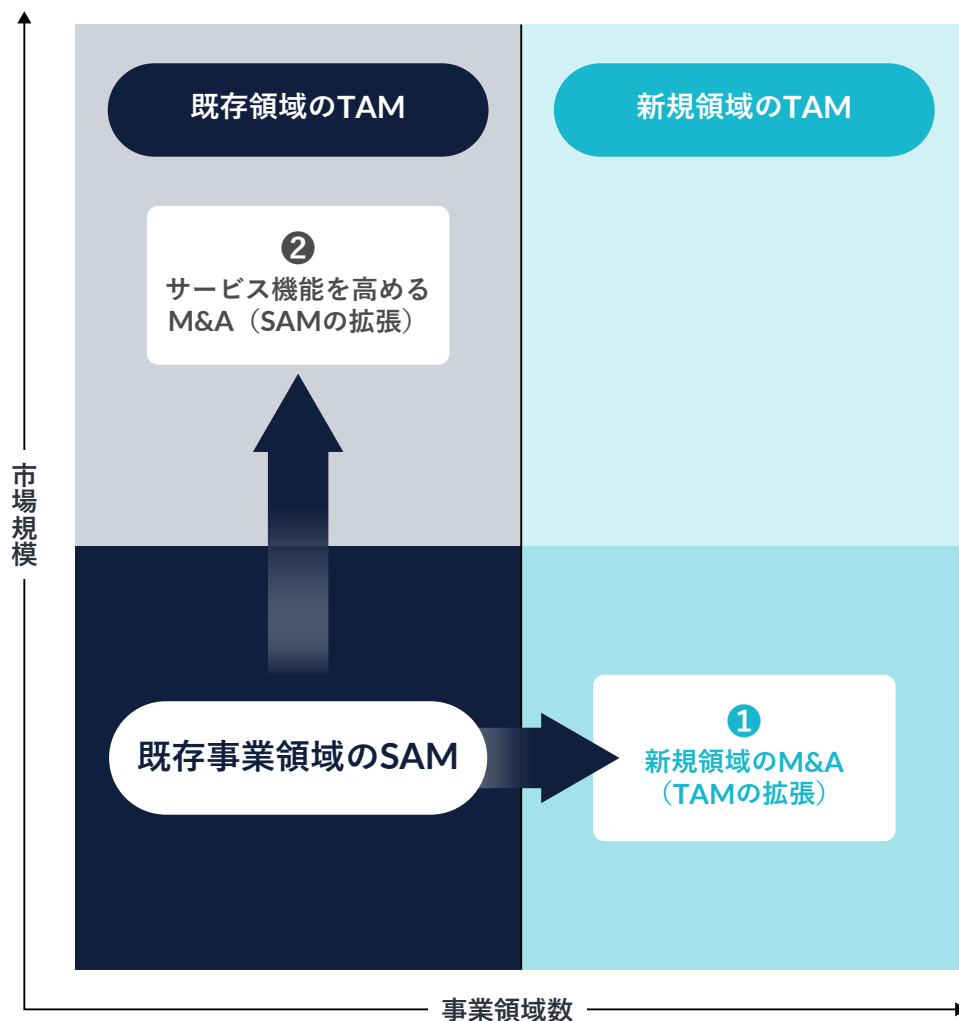 既存領域のTAM
新規領域のTAM
❷
サービス機能を高める
M&A（SAMの拡張）
市場規模
既存事業領域のSAM
❶
新規領域のM&A
（TAMの拡張）
事業領域数